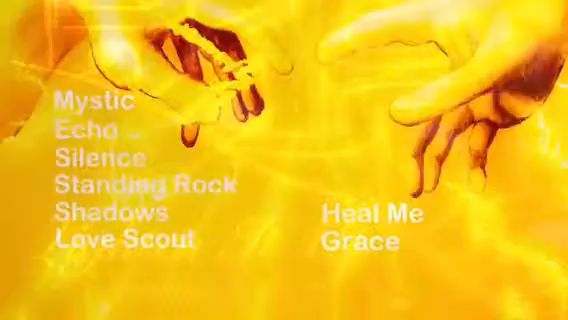 Mystic
Echo
Silence
Standing Rock
Shadows
Love Scout
Heal Me
Grace